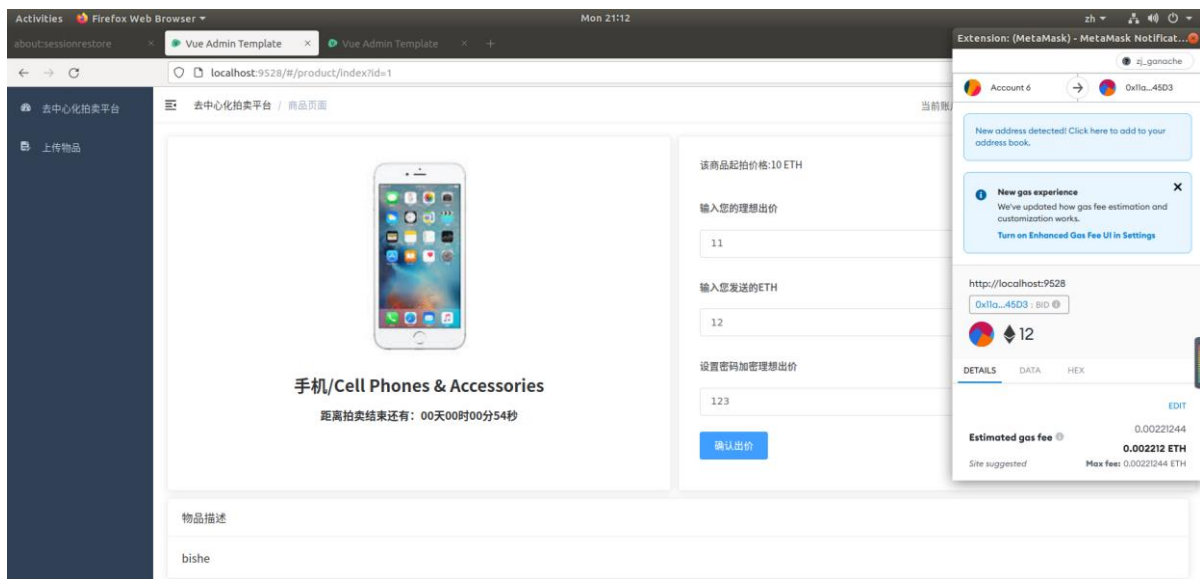 Activities Firefox Web Browser Mon 21:12 zh
about:sessionrestore Vue Admin Template Vue Admin Template
localhost:9528/#/product/index?id=1
去中心化拍卖平台
上传物品
去中心化拍卖平台 / 商品页面
手机/Cell Phones & Accessories
距离拍卖结束还有：00天00时00分54秒
该商品起拍价格:10 ETH
输入您的理想出价
11
输入您发送的ETH
12
设置密码加密理想出价
123
确认出价
物品描述
bishe
Extension: (MetaMask) - MetaMask Notificat...
zj_ganache
Account 6 0x11a...45D3
New address detected! Click here to add to your
address book.
New gas experience
We've updated how gas fee estimation and
customization works.
Turn on Enhanced Gas Fee UI in Settings
http://localhost:9528
0x11a...45D3 : BID
12
DETAILS DATA HEX
EDIT
0.00221244
Estimated gas fee 0.002212 ETH
Site suggested Max fee: 0.00221244 ETH